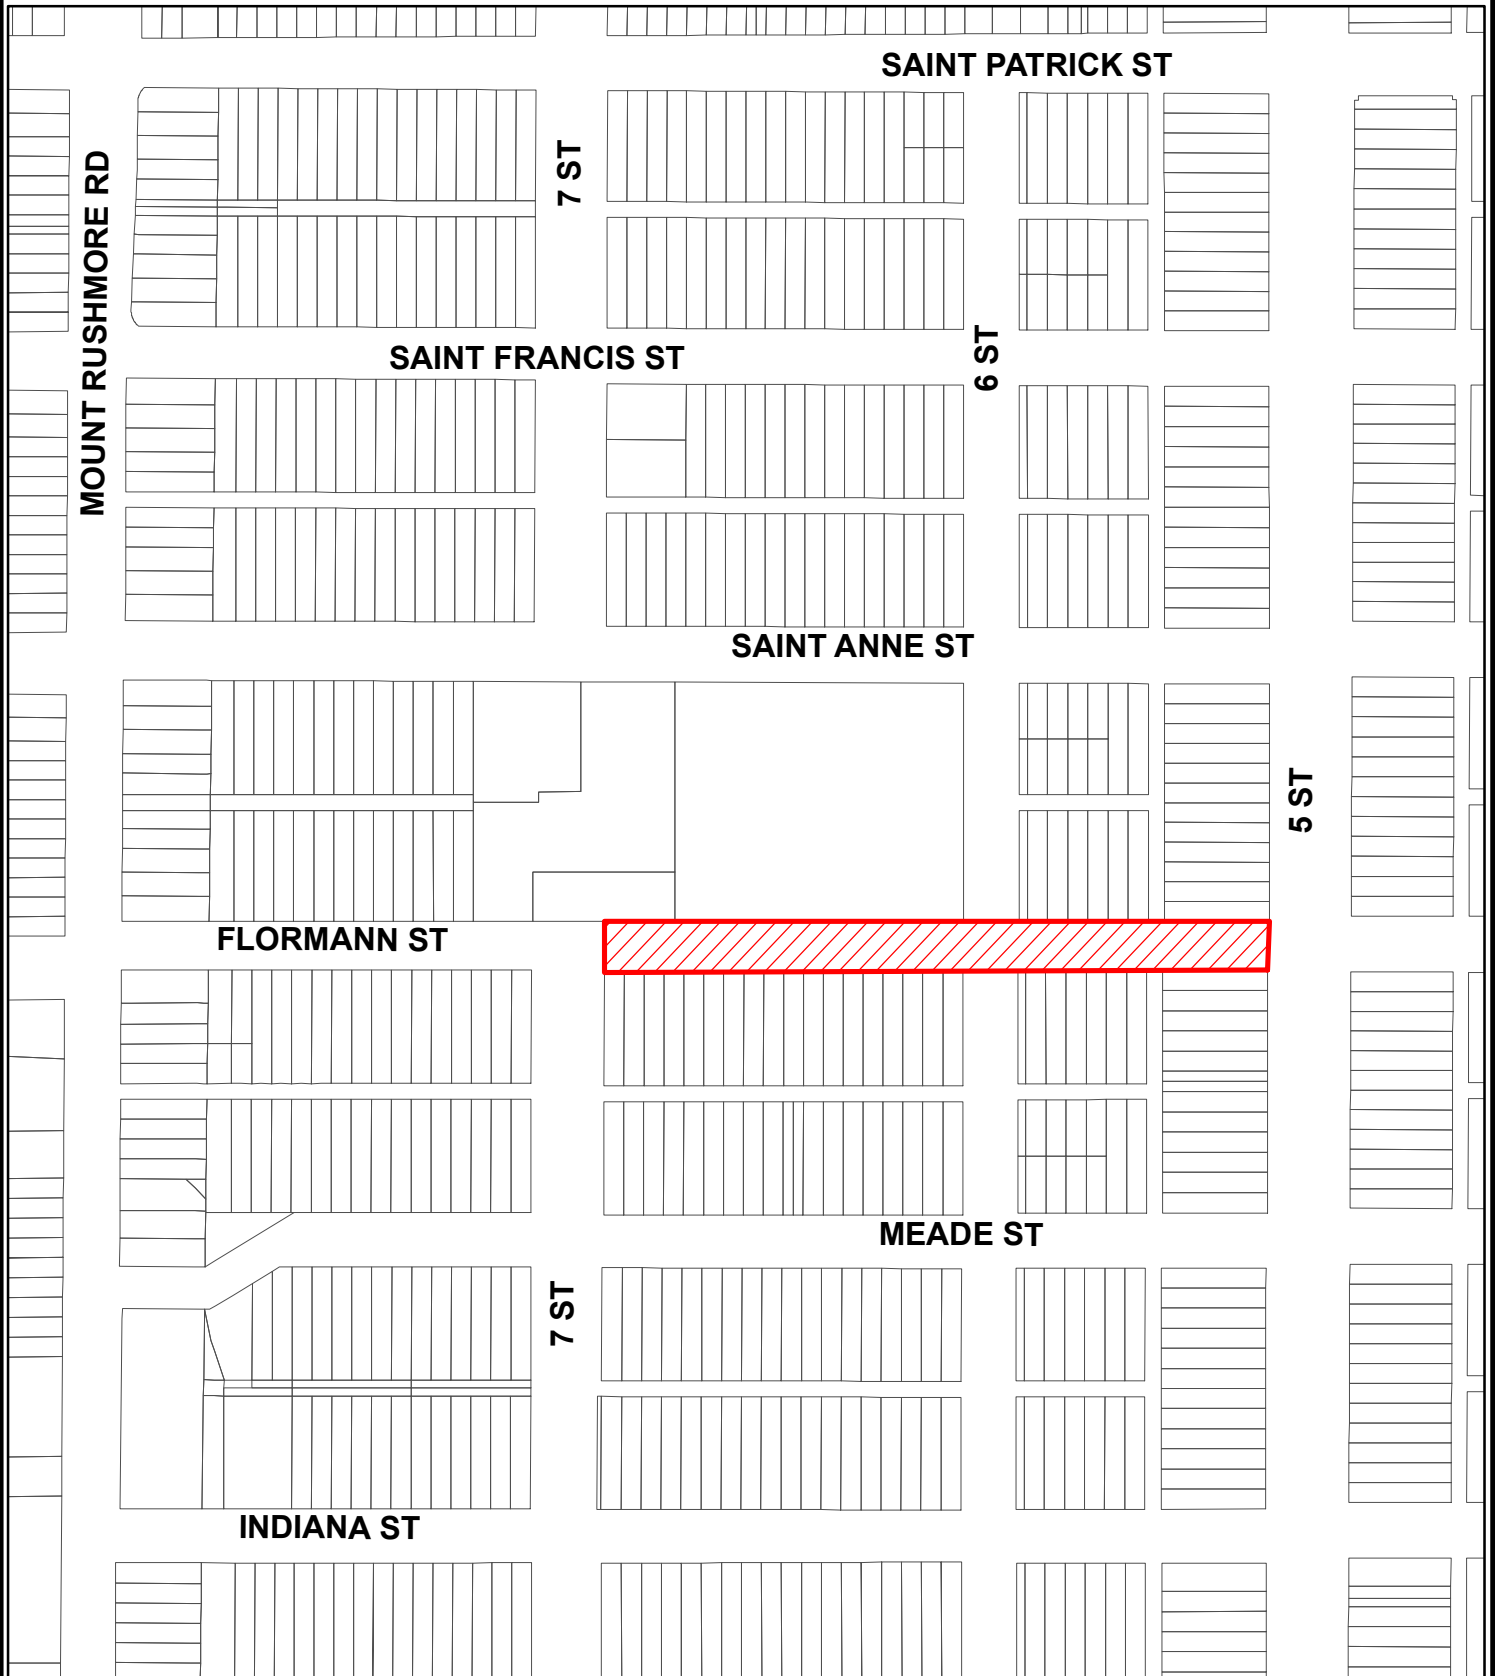 SAINT PATRICK ST
7 ST
MOUNT RUSHMORE RD
SAINT FRANCIS ST
6 ST
SAINT ANNE ST
5 ST
FLORMANN ST
MEADE ST
7 ST
INDIANA ST